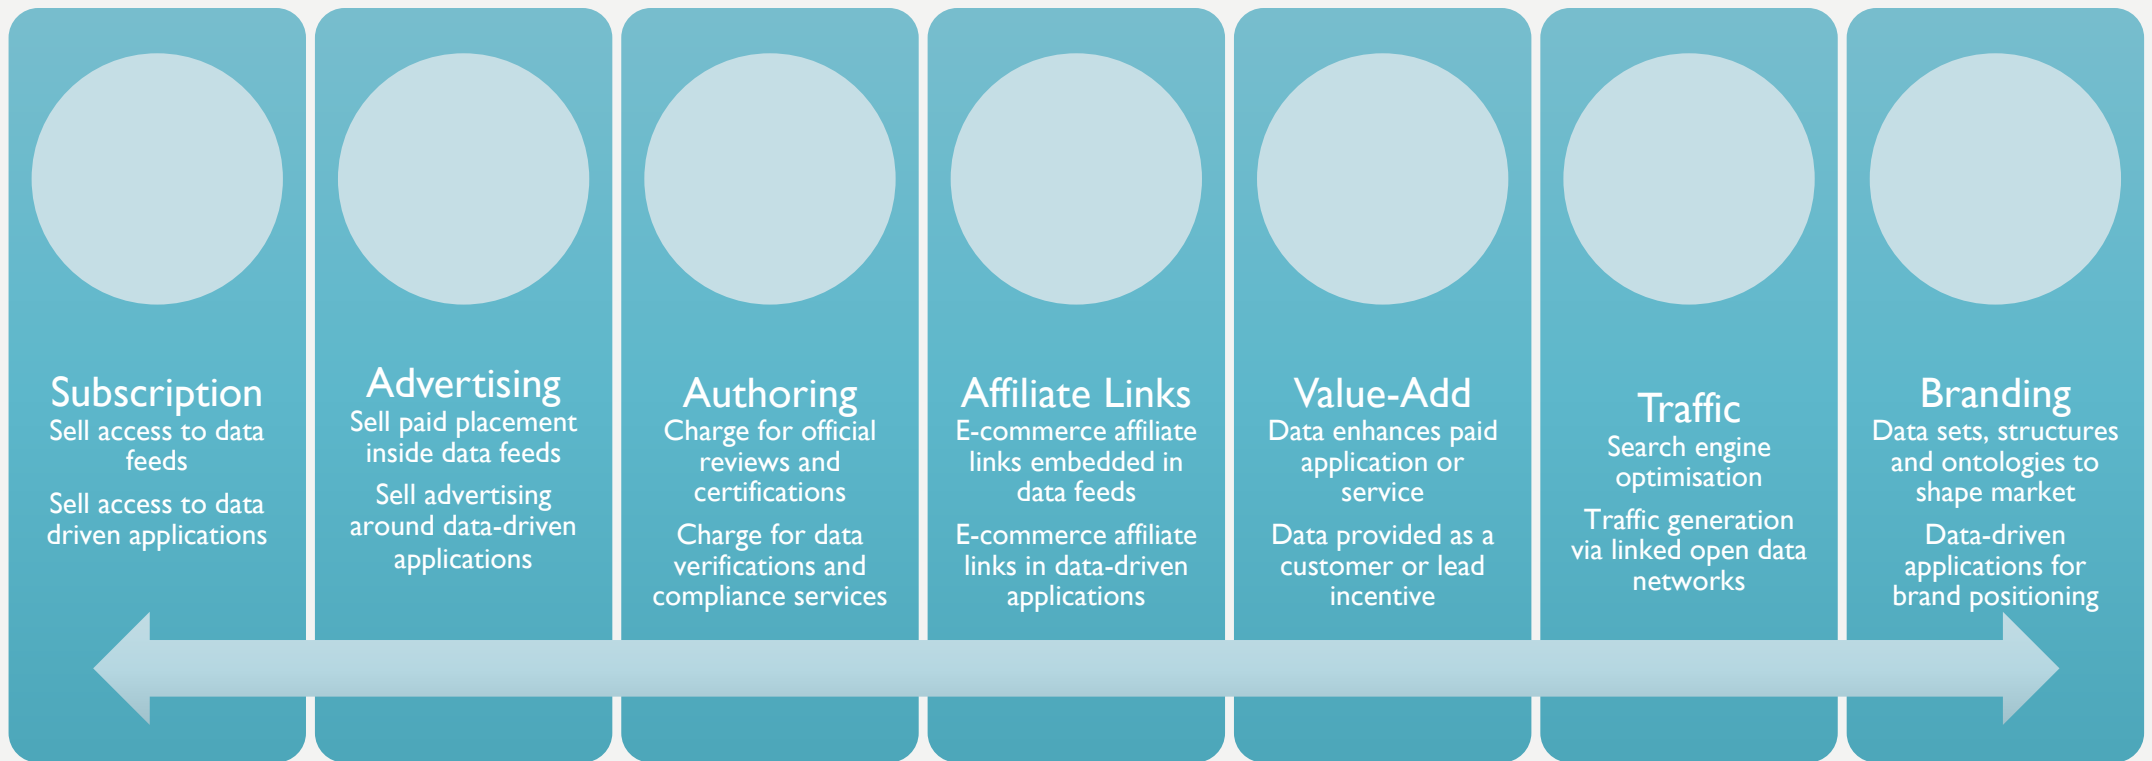 Subscription
Sell access to data
feeds
Sell access to data
driven applications
Advertising
Sell paid placement
inside data feeds
Sell advertising
around data-driven
applications
Authoring
Charge for official
reviews and
certifications
Charge for data
verifications and
compliance services
Affiliate Links
E-commerce affiliate
links embedded in
data feeds
E-commerce affiliate
links in data-driven
applications
Value-Add
Data enhances paid
application or
service
Data provided as a
customer or lead
incentive
Traffic
Search engine
optimisation
Traffic generation
via linked open data
networks
Branding
Data sets, structures
and ontologies to
shape market
Data-driven
applications for
brand positioning